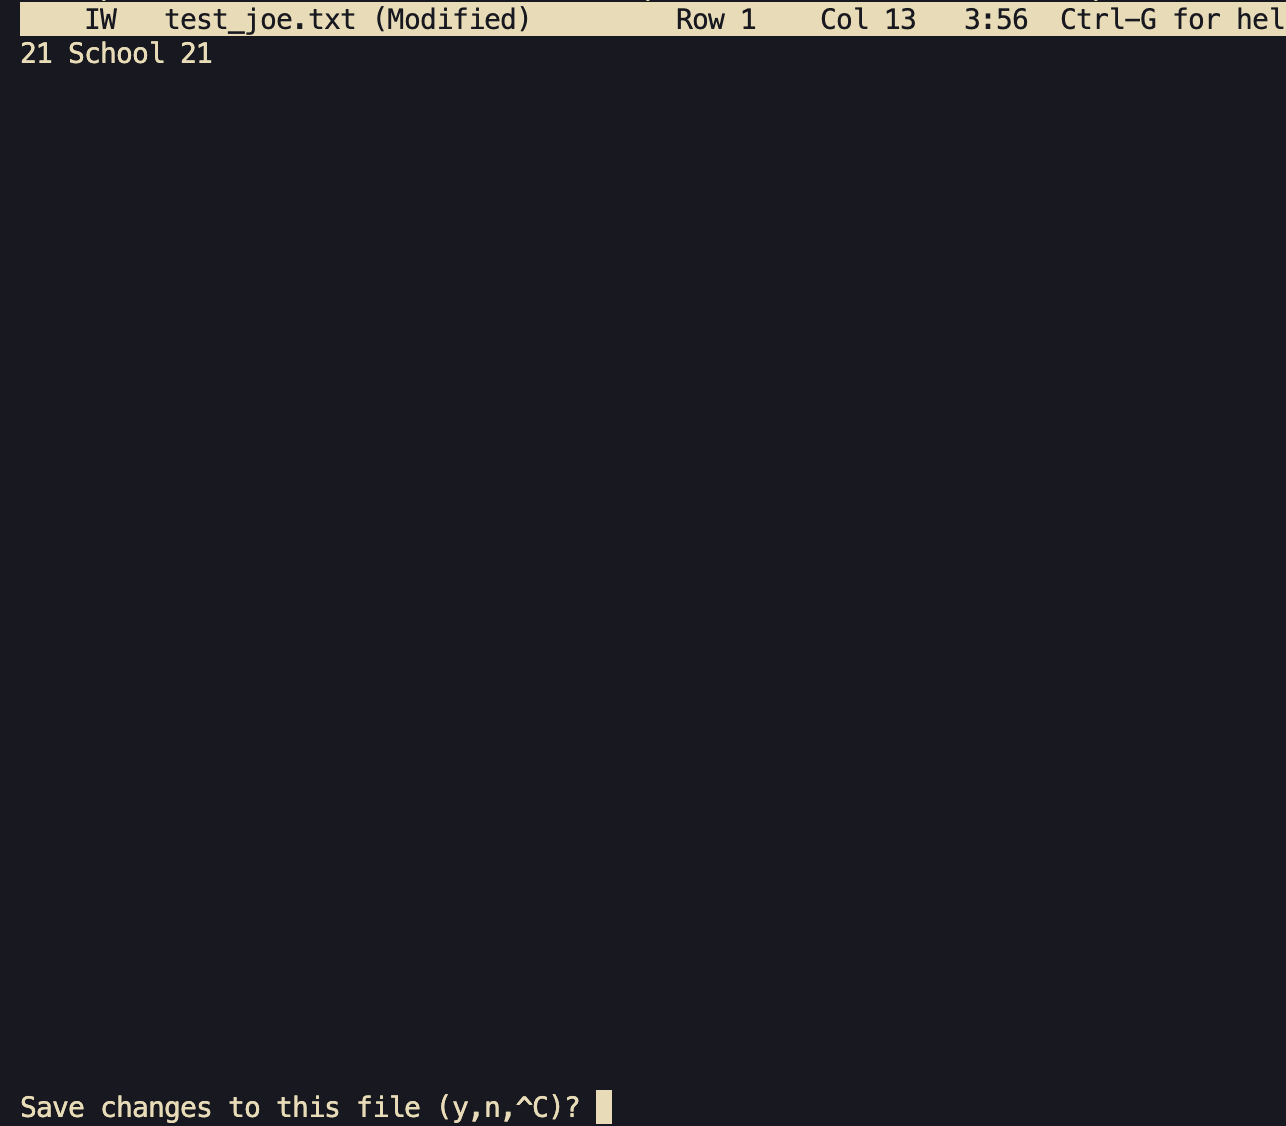 IW test_joe.txt (Modified) Row 1 Col 13 3:56 Ctrl-G for hel
21 School 21
Save changes to this file (y,n,^C)?